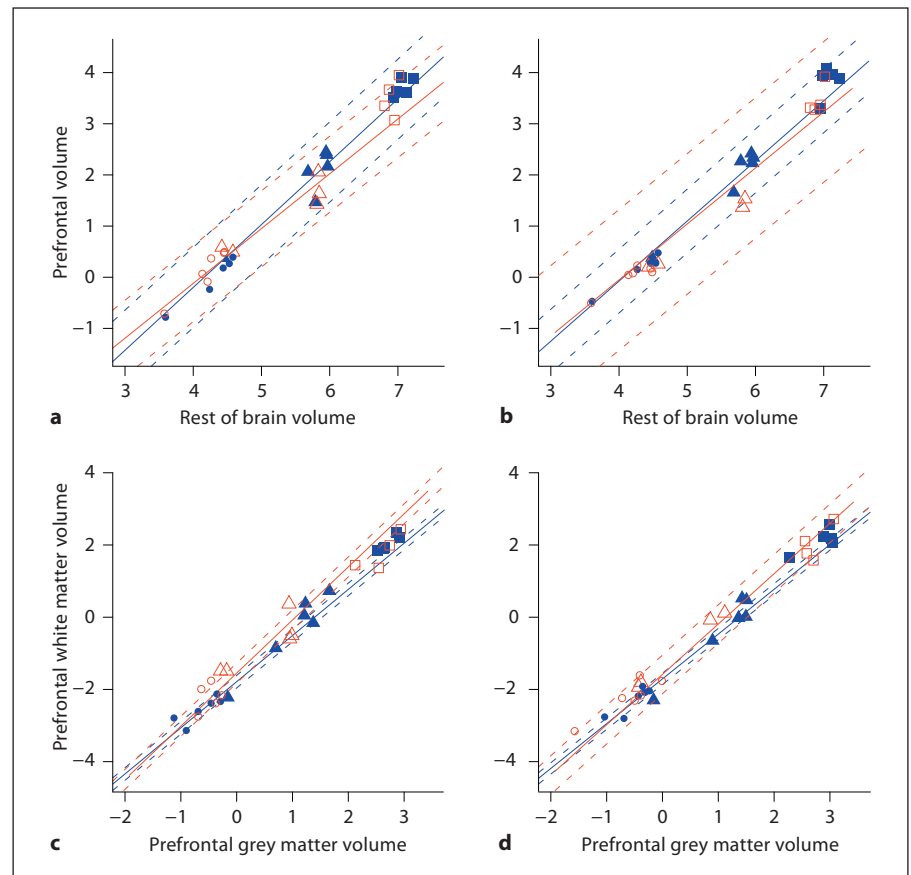 4
3
2
1
0
−1
Prefrontal volume
3 4 5 6 7
a Rest of brain volume
4
3
2
1
0
−1
3 4 5 6 7
b Rest of brain volume
4
2
0
−2
−4
Prefrontal white matter volume
−2 −1 0 1 2 3
c Prefrontal grey matter volume
4
2
0
−2
−4
−2 −1 0 1 2 3
d Prefrontal grey matter volume